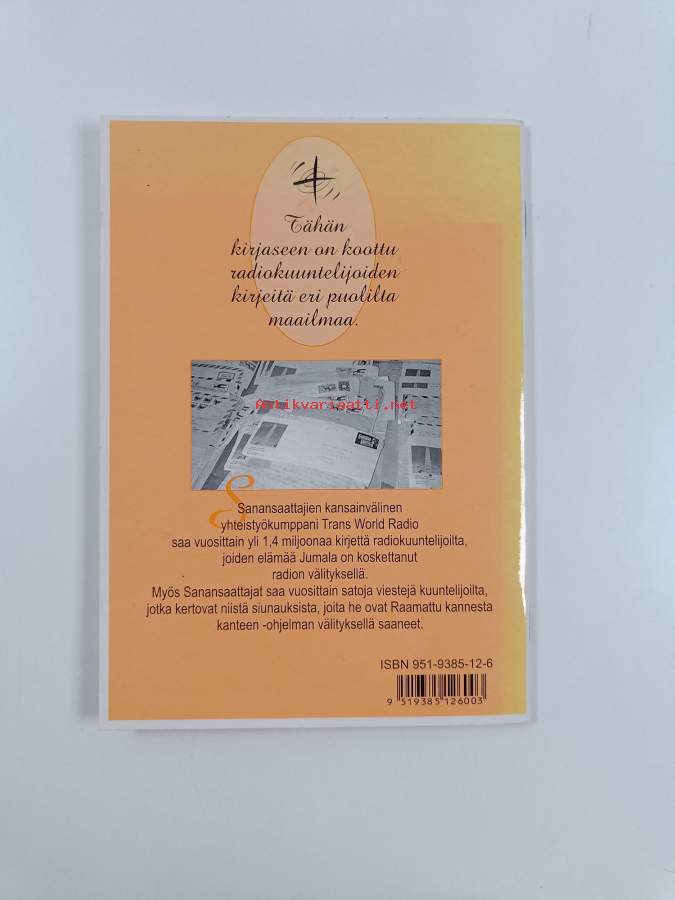 Tähän
kirjaseen on koottu
radiokuuntelijoiden
kirjeitä eri puolilta
maailmaa.
Antikvariaatti.net
Sanansaattajien kansainvälinen
yhteistyökumppani Trans World Radio
saa vuosittain yli 1,4 miljoonaa kirjettä radiokuuntelijoilta,
joiden elämää Jumala on koskettanut
radion välityksellä.
Myös Sanansaattajat saa vuosittain satoja viestejä kuuntelijoilta,
jotka kertovat niistä siunauksista, joita he ovat Raamattu kannesta
kanteen -ohjelman välityksellä saaneet.
ISBN 951-9385-12-6
9 519385 126003